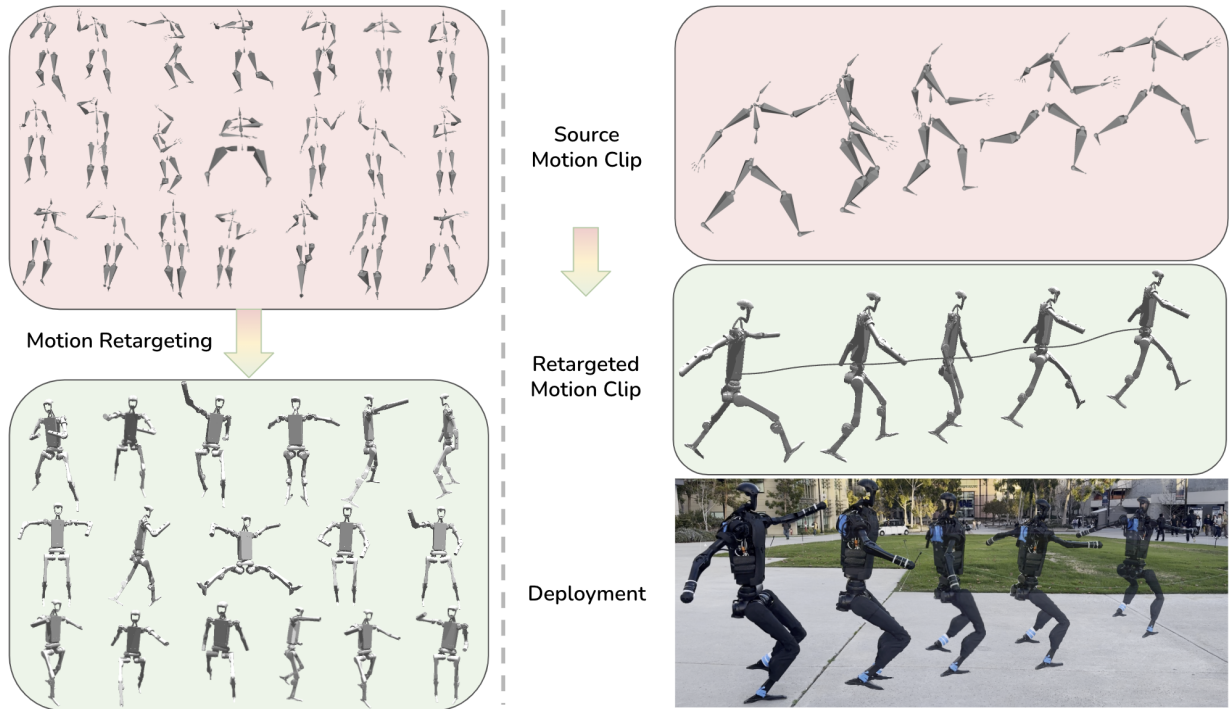 Motion Retargeting
Source
Motion Clip
Retargeted
Motion Clip
Deployment